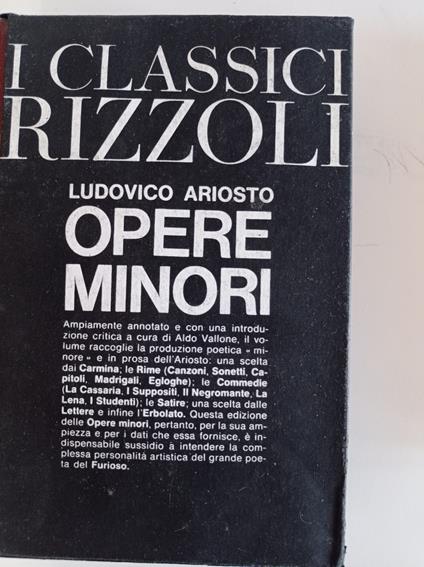 I CLASSICI
RIZZOLI
LUDOVICO ARIOSTO
OPERE
MINORI
Ampiamente annotato e con una introdu-
zione critica a cura di Aldo Vallone, il vo-
lume raccoglie la produzione poetica « mi-
nore » e in prosa dell'Ariosto: una scelta
dai Carmina; le Rime (Canzoni, Sonetti, Ca-
pitoli, Madrigali, Egloghe); le Commedie
(La Cassaria, I Suppositi, Il Negromante, La
Lena, I Studenti); le Satire; una scelta dalle
Lettere e infine l'Erbolato. Questa edizione
delle Opere minori, pertanto, per la sua am-
piezza e per i dati che essa fornisce, è in-
dispensabile sussidio a intendere la com-
plessa personalità artistica del grande poe-
ta del Furioso.